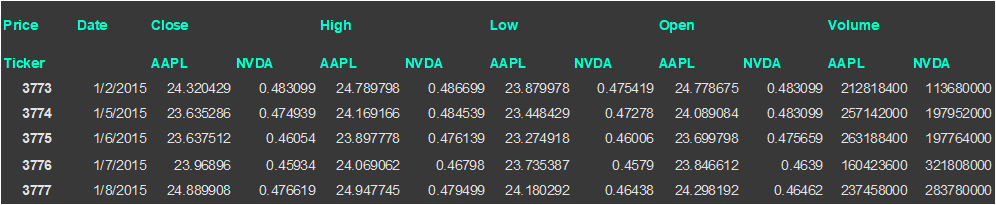 Price Date Close High Low Open Volume
Ticker AAPL NVDA AAPL NVDA AAPL NVDA AAPL NVDA AAPL NVDA
3773 1/2/2015 24.320429 0.483099 24.789798 0.486699 23.879978 0.475419 24.778675 0.483099 212818400 113680000
3774 1/5/2015 23.635286 0.474939 24.169166 0.484539 23.448429 0.47278 24.089084 0.483099 257142000 197952000
3775 1/6/2015 23.637512 0.46054 23.897778 0.476139 23.274918 0.46006 23.699798 0.475659 263188400 197764000
3776 1/7/2015 23.96896 0.45934 24.069062 0.46798 23.735387 0.4579 23.846612 0.4639 160423600 321808000
3777 1/8/2015 24.889908 0.476619 24.947745 0.479499 24.180292 0.46438 24.298192 0.46462 237458000 283780000